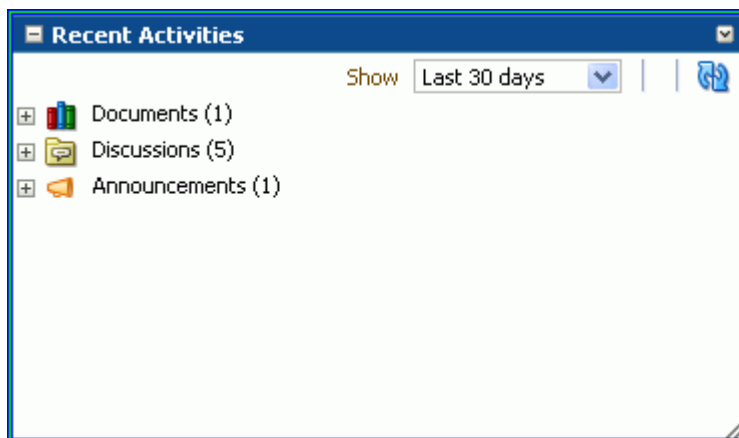 Recent Activities
Show Last 30 days
Documents (1)
Discussions (5)
Announcements (1)